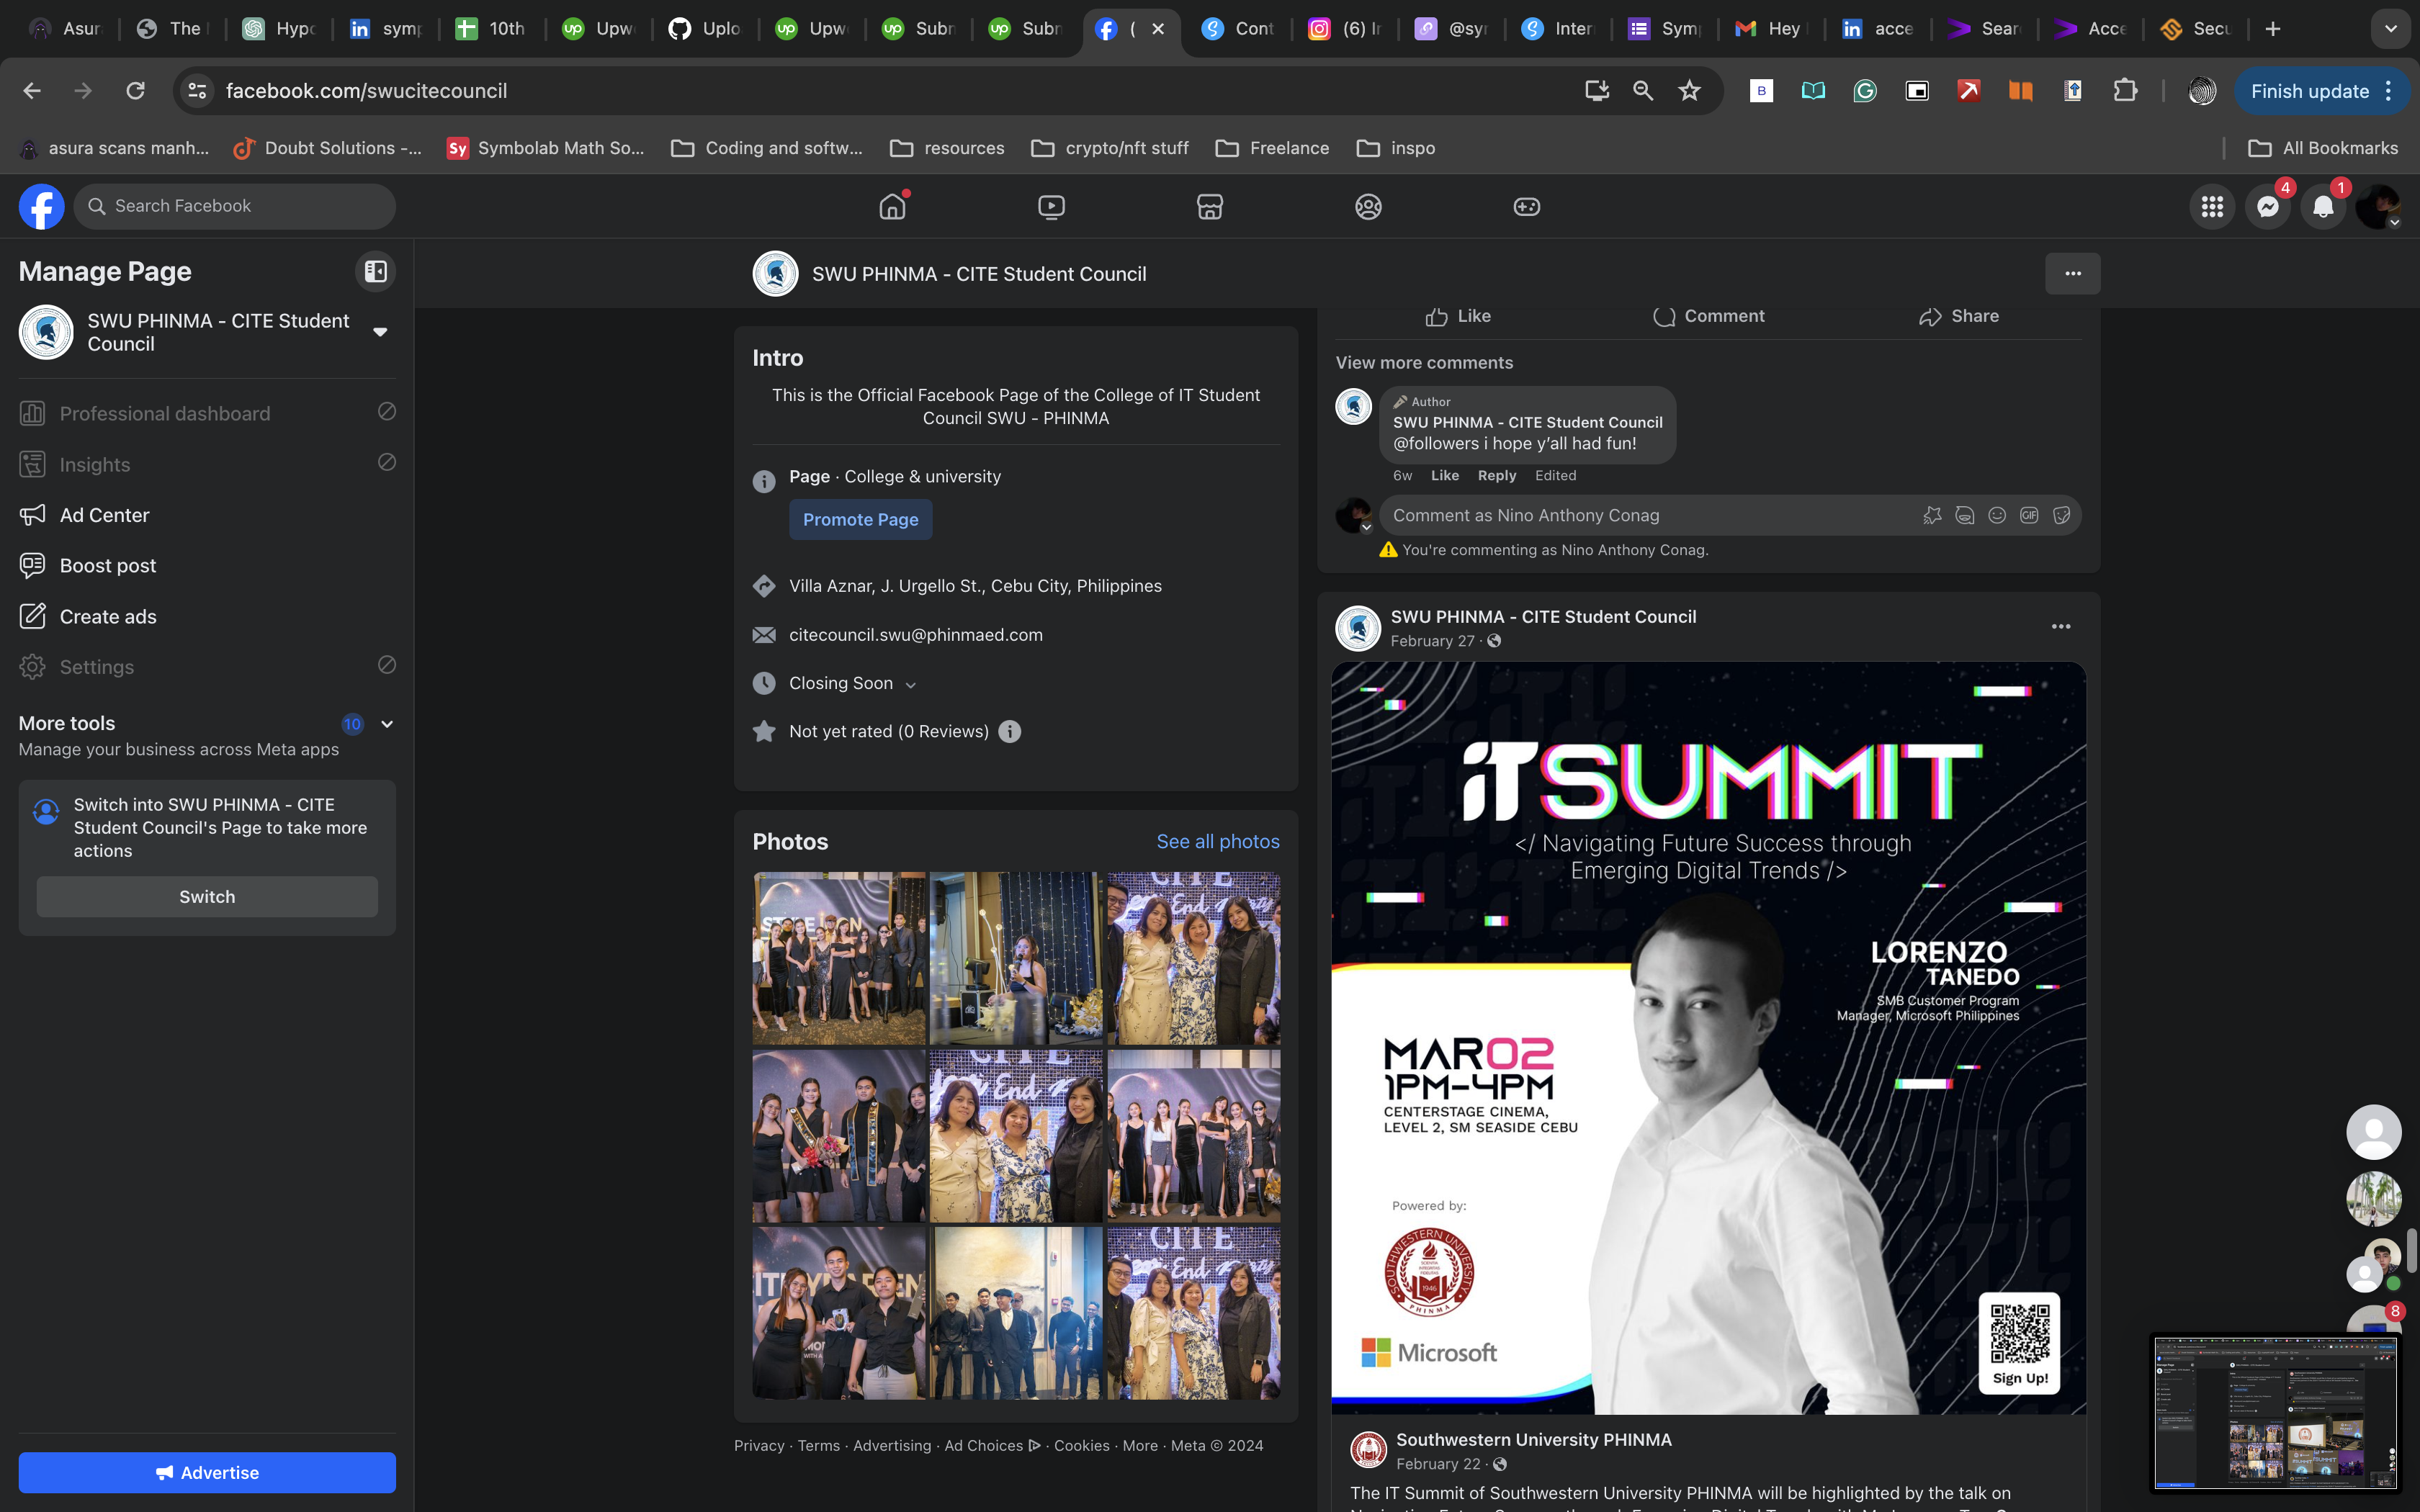 Asur
The
Hypo
symp
10th
Upw
Uplo
Upw
Subn
Subn
(
Cont
(6) In
@syr
Inter
Symp
Hey
acce
Sear
Acce
Secu
facebook.com/swucitecouncil
Finish update
asura scans manh...
Doubt Solutions -...
Sy
Symbolab Math So...
Coding and softw...
resources
crypto/nft stuff
Freelance
inspo
All Bookmarks
Search Facebook
4
1
Manage Page
SWU PHINMA - CITE Student
Council
Professional dashboard
Insights
Ad Center
Boost post
Create ads
Settings
More tools
10
Manage your business across Meta apps
Switch into SWU PHINMA - CITE
Student Council's Page to take more
actions
Switch
Advertise
SWU PHINMA - CITE Student Council
Intro
This is the Official Facebook Page of the College of IT Student
Council SWU - PHINMA
Page · College & university
Promote Page
Villa Aznar, J. Urgello St., Cebu City, Philippines
citecouncil.swu@phinmaed.com
Closing Soon
Not yet rated (0 Reviews)
Photos
See all photos
Privacy · Terms · Advertising · Ad Choices · Cookies · More · Meta © 2024
Like
Comment
Share
View more comments
Author
SWU PHINMA - CITE Student Council
@followers i hope y'all had fun!
6w Like Reply Edited
Comment as Nino Anthony Conag
GIF
You're commenting as Nino Anthony Conag.
SWU PHINMA - CITE Student Council
February 27 ·
iTSUMMIT
</ Navigating Future Success through
Emerging Digital Trends />
LORENZO
TANEDO
SMB Customer Program
Manager, Microsoft Philippines
MAR02
1PM-4PM
CENTERSTAGE CINEMA,
LEVEL 2, SM SEASIDE CEBU
Powered by:
SOUTHWESTERN UNIVERSITY
1946
PHINMA
Microsoft
Sign Up!
8
Southwestern University PHINMA
February 22 ·
The IT Summit of Southwestern University PHINMA will be highlighted by the talk on